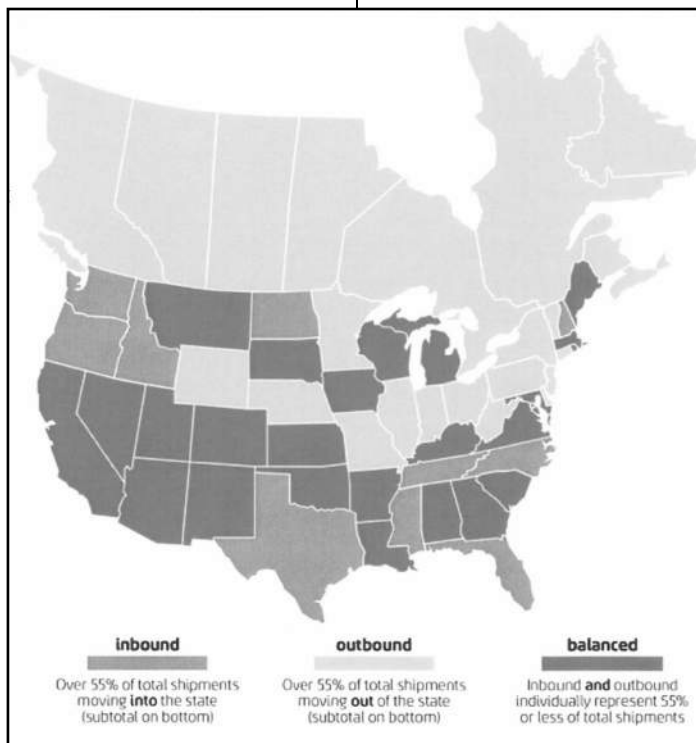 inbound
Over 55% of total shipments
moving into the state
(subtotal on bottom)
outbound
Over 55% of total shipments
moving out of the state
(subtotal on bottom)
balanced
Inbound and outbound
individually represent 55%
or less of total shipments